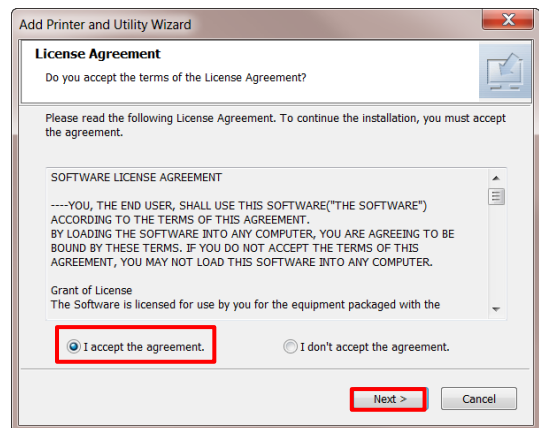 Add Printer and Utility Wizard
License Agreement
Do you accept the terms of the License Agreement?
Please read the following License Agreement. To continue the installation, you must accept
the agreement.
SOFTWARE LICENSE AGREEMENT
----YOU, THE END USER, SHALL USE THIS SOFTWARE("THE SOFTWARE")
ACCORDING TO THE TERMS OF THIS AGREEMENT.
BY LOADING THE SOFTWARE INTO ANY COMPUTER, YOU ARE AGREEING TO BE
BOUND BY THESE TERMS. IF YOU DO NOT ACCEPT THE TERMS OF THIS
AGREEMENT, YOU MAY NOT LOAD THIS SOFTWARE INTO ANY COMPUTER.
Grant of License
The Software is licensed for use by you for the equipment packaged with the
I accept the agreement. I don't accept the agreement.
Next > Cancel